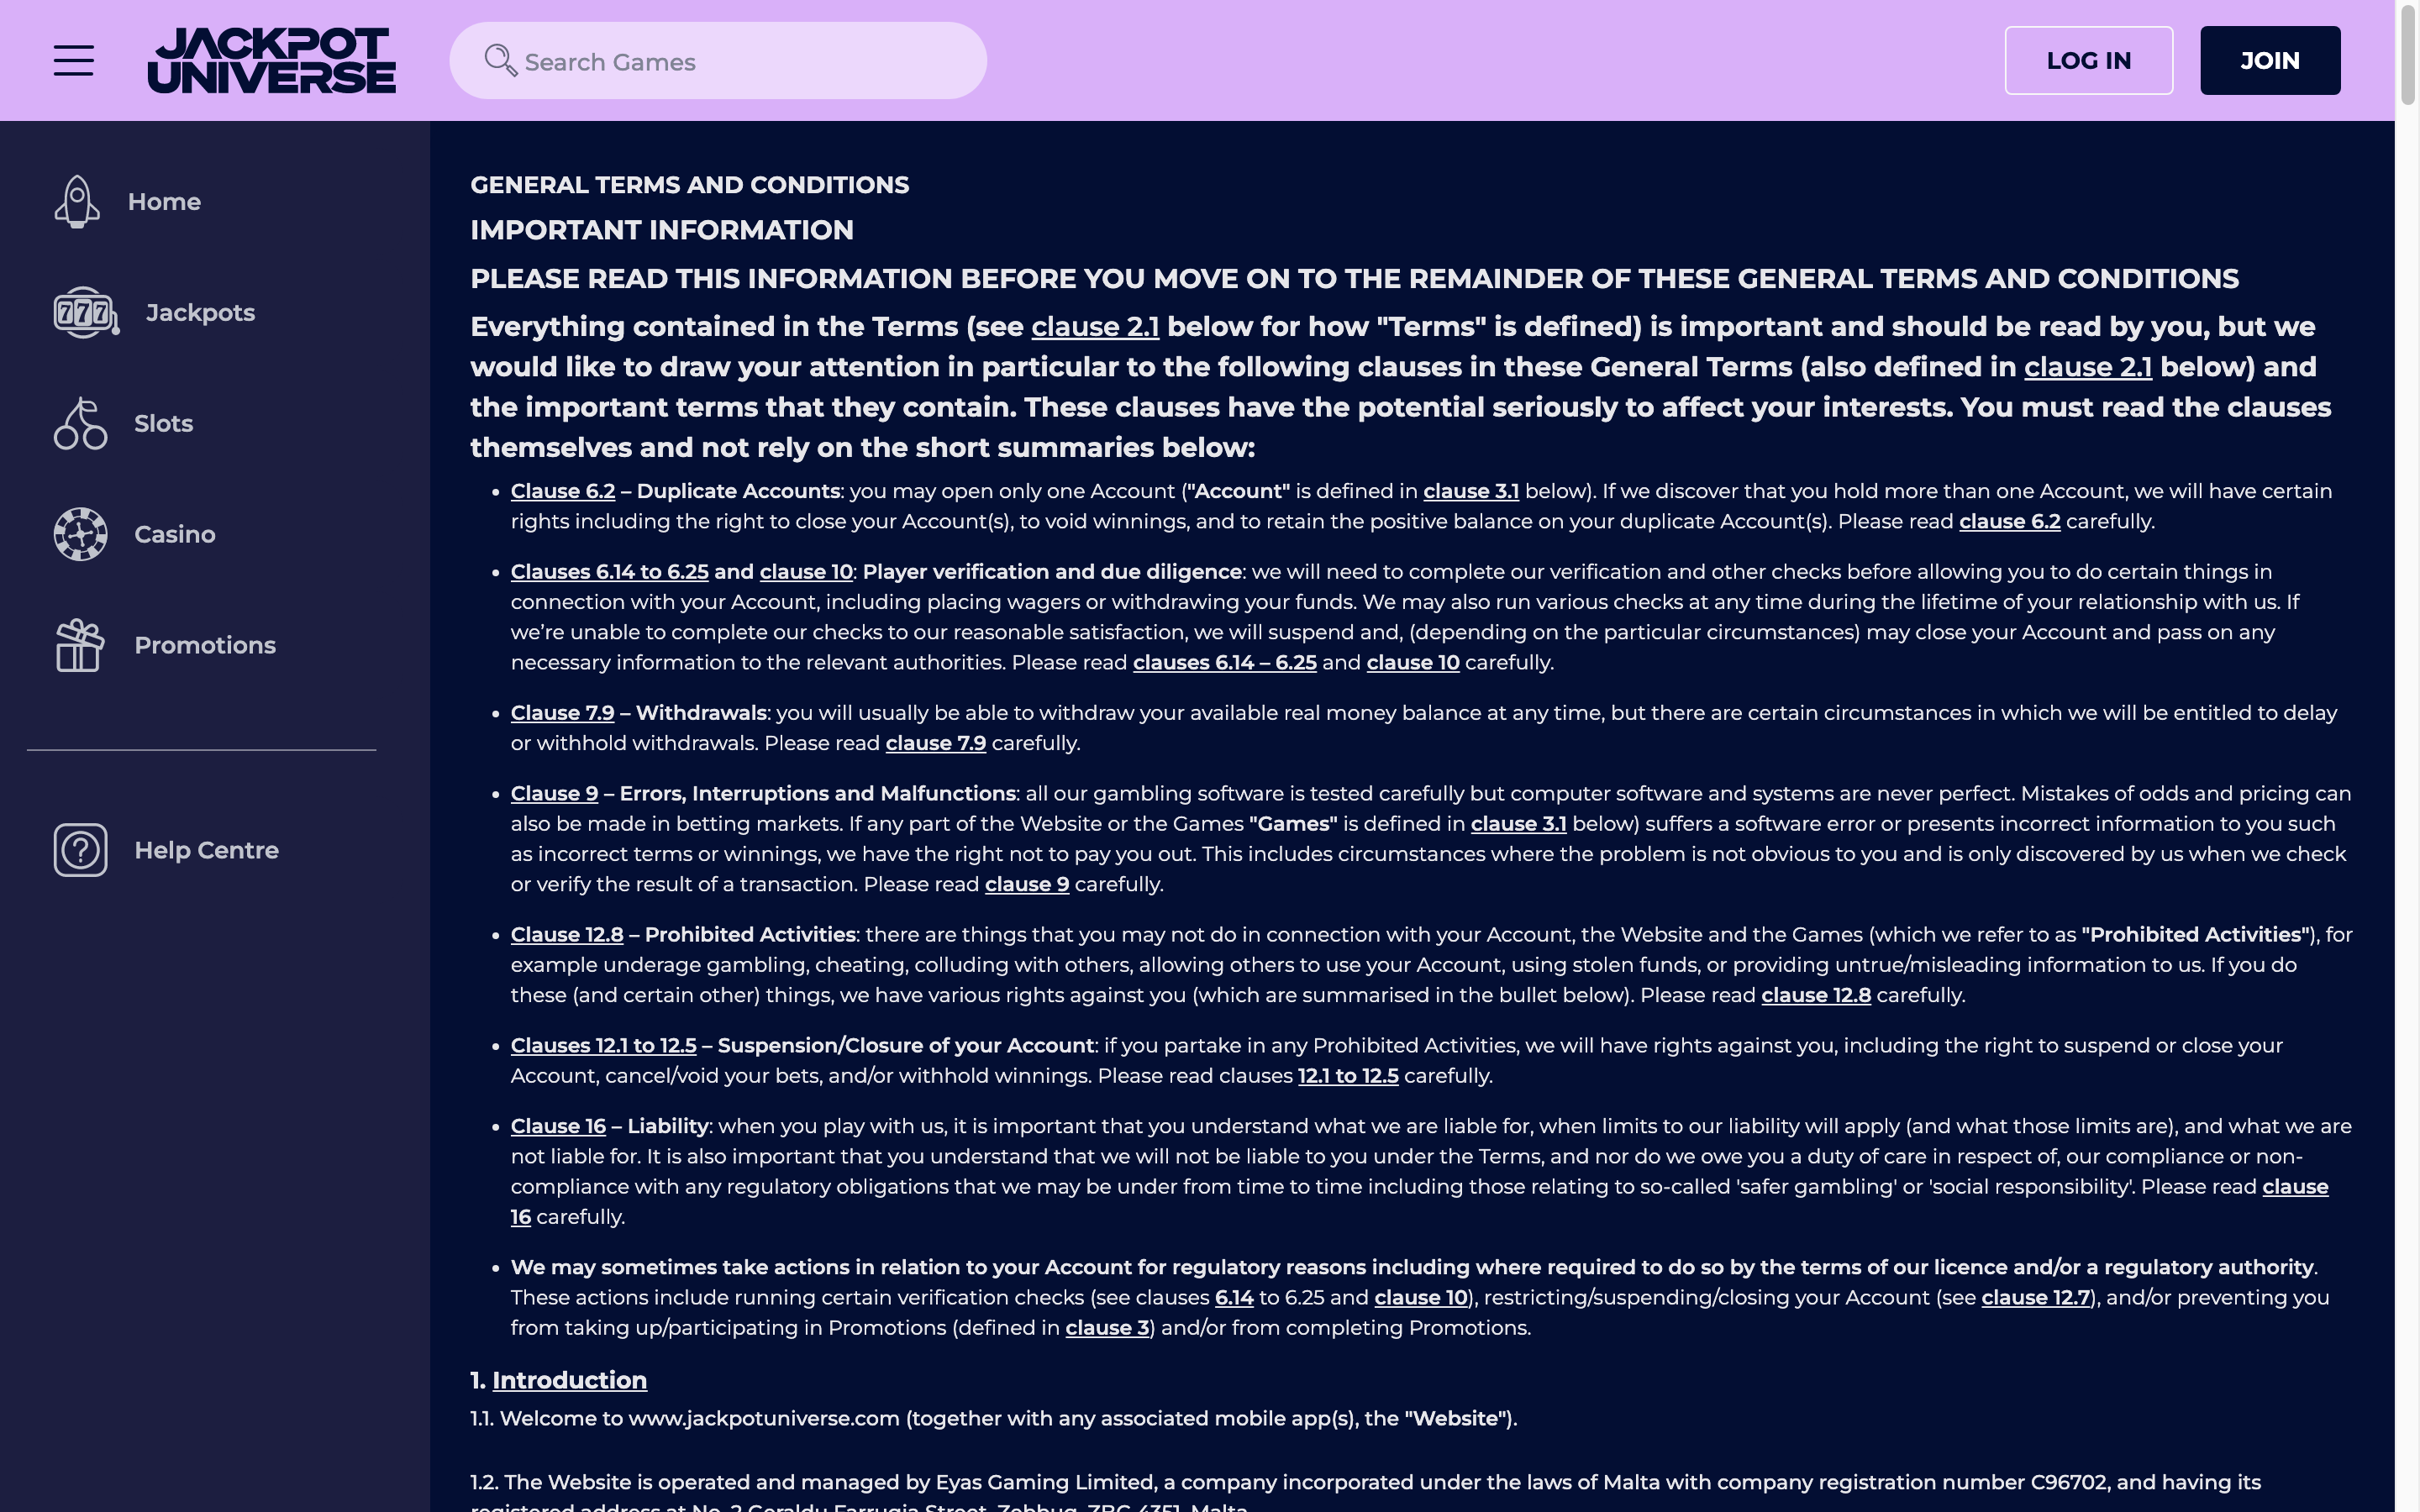 JACKPOT
UNIVERSE
Search Games
LOG IN
JOIN
Home
Jackpots
Slots
Casino
Promotions
Help Centre
GENERAL TERMS AND CONDITIONS
IMPORTANT INFORMATION
PLEASE READ THIS INFORMATION BEFORE YOU MOVE ON TO THE REMAINDER OF THESE GENERAL TERMS AND CONDITIONS
Everything contained in the Terms (see clause 2.1 below for how "Terms" is defined) is important and should be read by you, but we
would like to draw your attention in particular to the following clauses in these General Terms (also defined in clause 2.1 below) and
the important terms that they contain. These clauses have the potential seriously to affect your interests. You must read the clauses
themselves and not rely on the short summaries below:
• Clause 6.2 – Duplicate Accounts: you may open only one Account ("Account" is defined in clause 3.1 below). If we discover that you hold more than one Account, we will have certain
rights including the right to close your Account(s), to void winnings, and to retain the positive balance on your duplicate Account(s). Please read clause 6.2 carefully.
• Clauses 6.14 to 6.25 and clause 10: Player verification and due diligence: we will need to complete our verification and other checks before allowing you to do certain things in
connection with your Account, including placing wagers or withdrawing your funds. We may also run various checks at any time during the lifetime of your relationship with us. If
we’re unable to complete our checks to our reasonable satisfaction, we will suspend and, (depending on the particular circumstances) may close your Account and pass on any
necessary information to the relevant authorities. Please read clauses 6.14 – 6.25 and clause 10 carefully.
• Clause 7.9 – Withdrawals: you will usually be able to withdraw your available real money balance at any time, but there are certain circumstances in which we will be entitled to delay
or withhold withdrawals. Please read clause 7.9 carefully.
• Clause 9 – Errors, Interruptions and Malfunctions: all our gambling software is tested carefully but computer software and systems are never perfect. Mistakes of odds and pricing can
also be made in betting markets. If any part of the Website or the Games "Games" is defined in clause 3.1 below) suffers a software error or presents incorrect information to you such
as incorrect terms or winnings, we have the right not to pay you out. This includes circumstances where the problem is not obvious to you and is only discovered by us when we check
or verify the result of a transaction. Please read clause 9 carefully.
• Clause 12.8 – Prohibited Activities: there are things that you may not do in connection with your Account, the Website and the Games (which we refer to as "Prohibited Activities"), for
example underage gambling, cheating, colluding with others, allowing others to use your Account, using stolen funds, or providing untrue/misleading information to us. If you do
these (and certain other) things, we have various rights against you (which are summarised in the bullet below). Please read clause 12.8 carefully.
• Clauses 12.1 to 12.5 – Suspension/Closure of your Account: if you partake in any Prohibited Activities, we will have rights against you, including the right to suspend or close your
Account, cancel/void your bets, and/or withhold winnings. Please read clauses 12.1 to 12.5 carefully.
• Clause 16 – Liability: when you play with us, it is important that you understand what we are liable for, when limits to our liability will apply (and what those limits are), and what we are
not liable for. It is also important that you understand that we will not be liable to you under the Terms, and nor do we owe you a duty of care in respect of, our compliance or non-
compliance with any regulatory obligations that we may be under from time to time including those relating to so-called 'safer gambling' or 'social responsibility'. Please read clause
16 carefully.
• We may sometimes take actions in relation to your Account for regulatory reasons including where required to do so by the terms of our licence and/or a regulatory authority.
These actions include running certain verification checks (see clauses 6.14 to 6.25 and clause 10), restricting/suspending/closing your Account (see clause 12.7), and/or preventing you
from taking up/participating in Promotions (defined in clause 3) and/or from completing Promotions.
1. Introduction
1.1. Welcome to www.jackpotuniverse.com (together with any associated mobile app(s), the "Website").
1.2. The Website is operated and managed by Eyas Gaming Limited, a company incorporated under the laws of Malta with company registration number C96702, and having its
registered address at No. 2 Geraldu Farrugia Street, Zebbug, ZBG 4351, Malta